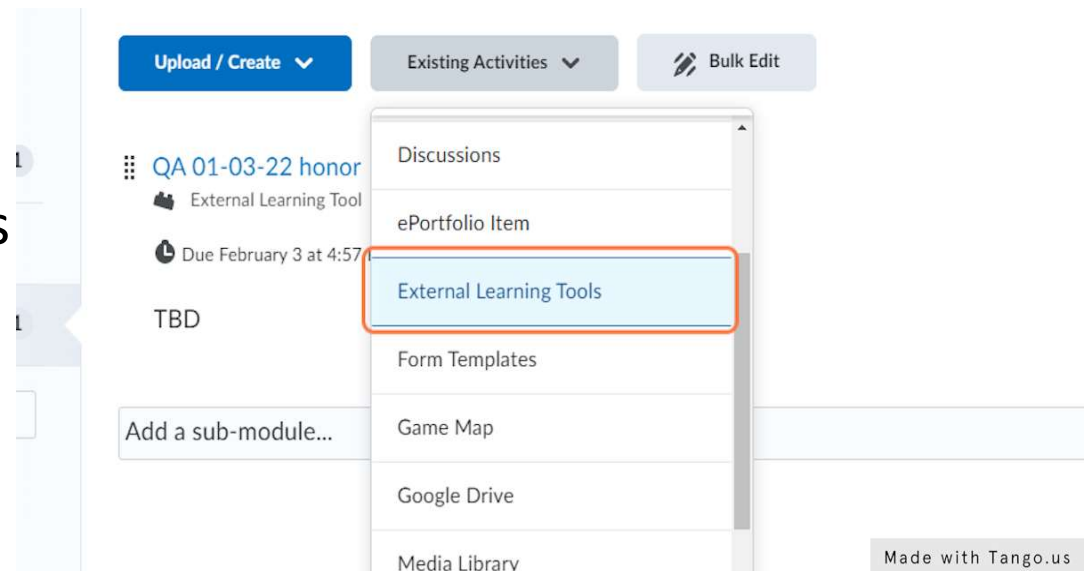 Upload / Create
Existing Activities
Bulk Edit
1
QA 01-03-22 honor
External Learning Tool
s
Due February 3 at 4:57
1
TBD
Discussions
ePortfolio Item
External Learning Tools
Form Templates
Game Map
Google Drive
Media Library
Add a sub-module...
Made with Tango.us